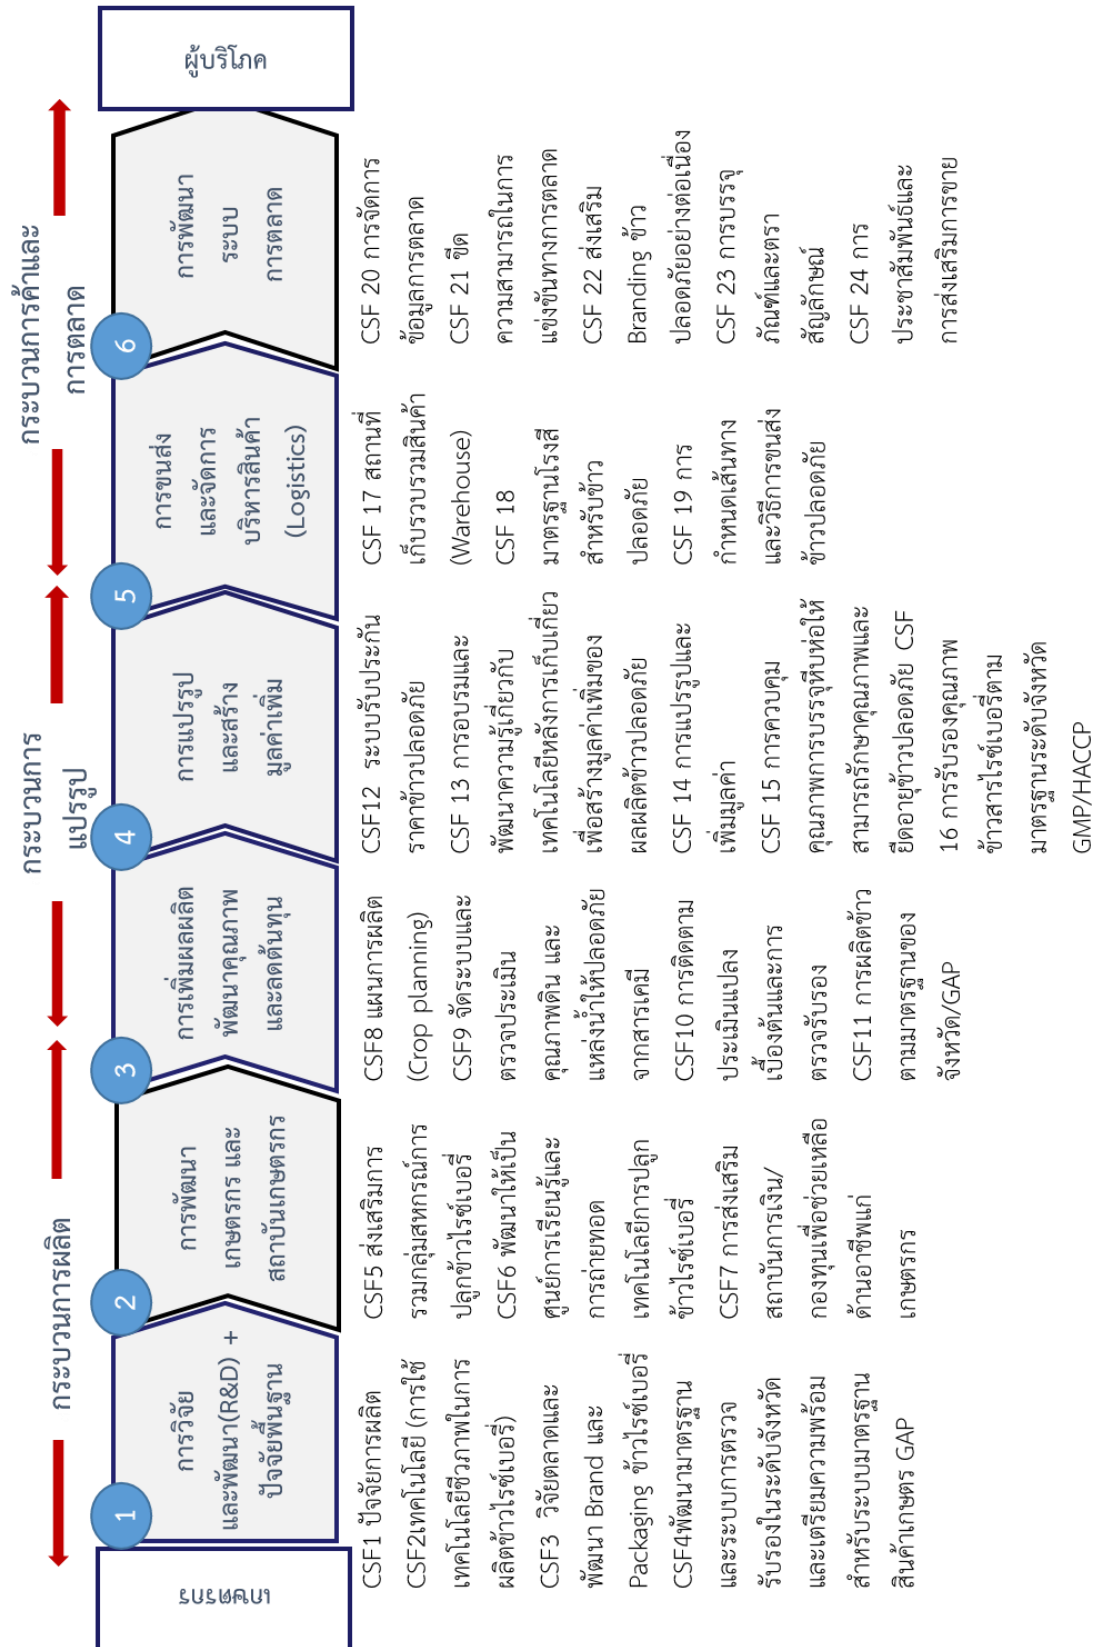 กระบวนการผลิต
กระบวนการ
แปรรูป
กระบวนการค้าและ
การตลาด
เกษตรกร
1
การวิจัย
และพัฒนา(R&D) +
ปัจจัยพื้นฐาน
2
การพัฒนา
เกษตรกร และ
สถาบันเกษตรกร
3
การเพิ่มผลผลิต
พัฒนาคุณภาพ
และลดต้นทุน
4
การแปรรูป
และสร้าง
มูลค่าเพิ่ม
5
การขนส่ง
และจัดการ
บริหารสินค้า
(Logistics)
6
การพัฒนา
ระบบ
การตลาด
ผู้บริโภค
CSF1 ปัจจัยการผลิต
CSF2เทคโนโลยี (การใช้
เทคโนโลยีชีวภาพในการ
ผลิตข้าวไรซ์เบอรี่)
CSF3 วิจัยตลาดและ
พัฒนา Brand และ
Packaging ข้าวไรซ์เบอรี่
CSF4พัฒนามาตรฐาน
และระบบการตรวจ
รับรองในระดับจังหวัด
และเตรียมความพร้อม
สำหรับระบบมาตรฐาน
สินค้าเกษตร GAP
CSF5 ส่งเสริมการ
รวมกลุ่มสหกรณ์การ
ปลูกข้าวไรซ์เบอรี่
CSF6 พัฒนาให้เป็น
ศูนย์การเรียนรู้และ
การถ่ายทอด
เทคโนโลยีการปลูก
ข้าวไรซ์เบอรี่
CSF7 การส่งเสริม
สถาบันการเงิน/
กองทุนเพื่อช่วยเหลือ
ด้านอาชีพแก่
เกษตรกร
CSF8 แผนการผลิต
(Crop planning)
CSF9 จัดระบบและ
ตรวจประเมิน
คุณภาพดิน และ
แหล่งน้ำให้ปลอดภัย
จากสารเคมี
CSF10 การติดตาม
ประเมินแปลง
เบื้องต้นและการ
ตรวจรับรอง
CSF11 การผลิตข้าว
ตามมาตรฐานของ
จังหวัด/GAP
CSF12 ระบบรับประกัน
ราคาข้าวปลอดภัย
CSF 13 การอบรมและ
พัฒนาความรู้เกี่ยวกับ
เทคโนโลยีหลังการเก็บเกี่ยว
เพื่อสร้างมูลค่าเพิ่มของ
ผลผลิตข้าวปลอดภัย
CSF 14 การแปรรูปและ
เพิ่มมูลค่า
CSF 15 การควบคุม
คุณภาพการบรรจุหีบห่อให้
สามารถรักษาคุณภาพและ
ยืดอายุข้าวปลอดภัย CSF
16 การรับรองคุณภาพ
ข้าวสารไรซ์เบอรี่ตาม
มาตรฐานระดับจังหวัด
GMP/HACCP
CSF 17 สถานที่
เก็บรวบรวมสินค้า
(Warehouse)
CSF 18
มาตรฐานโรงสี
สำหรับข้าว
ปลอดภัย
CSF 19 การ
กำหนดเส้นทาง
และวิธีการขนส่ง
ข้าวปลอดภัย
CSF 20 การจัดการ
ข้อมูลการตลาด
CSF 21 ขีด
ความสามารถในการ
แข่งขันทางการตลาด
CSF 22 ส่งเสริม
Branding ข้าว
ปลอดภัยอย่างต่อเนื่อง
CSF 23 การบรรจุ
ภัณฑ์และตรา
สัญลักษณ์
CSF 24 การ
ประชาสัมพันธ์และ
การส่งเสริมการขาย